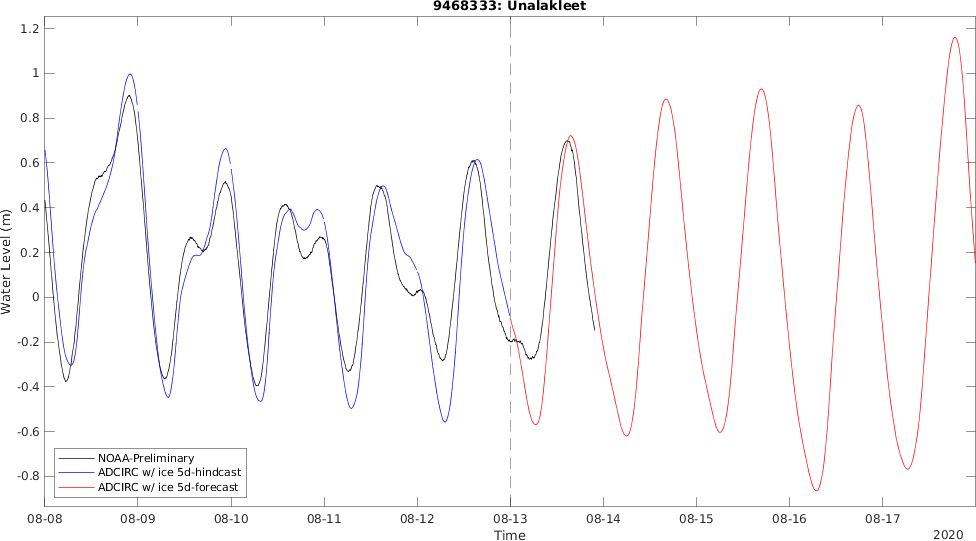 9468333: Unalakleet
Water Level (m)
1.2
1
0.8
0.6
0.4
0.2
0
-0.2
-0.4
-0.6
-0.8
NOAA-Preliminary
ADCIRC w/ ice 5d-hindcast
ADCIRC w/ ice 5d-forecast
08-08 08-09 08-10 08-11 08-12 08-13 08-14 08-15 08-16 08-17
Time
2020